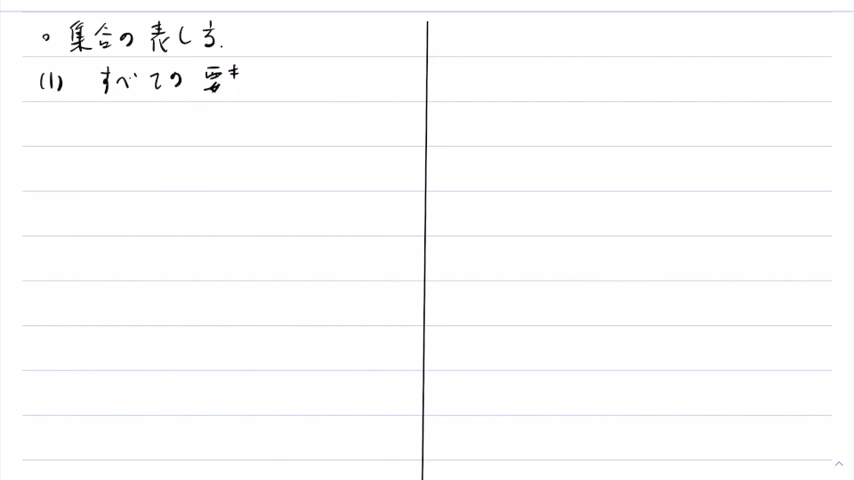 ○ 集合の表し方.
(1) すべての 要